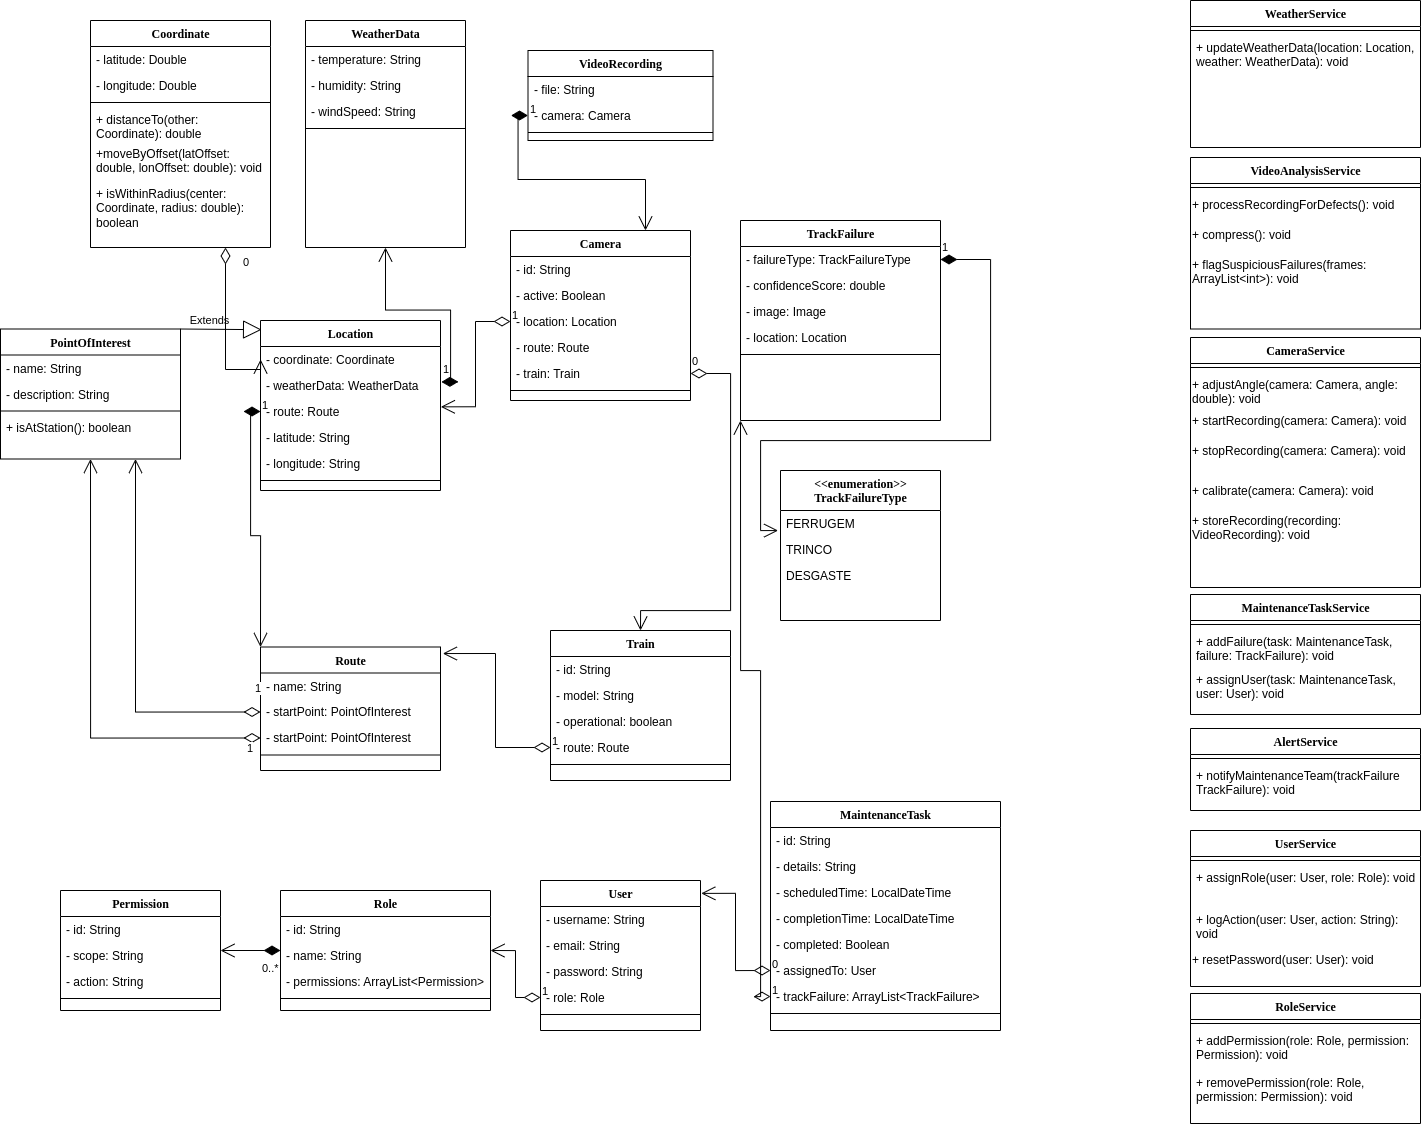 Coordinate
- latitude: Double
- longitude: Double
+ distanceTo(other:
Coordinate): double
+moveByOffset(latOffset:
double, lonOffset: double): void
+ isWithinRadius(center:
Coordinate, radius: double):
boolean
0
WeatherData
- temperature: String
- humidity: String
- windSpeed: String
VideoRecording
- file: String
- camera: Camera
1
Camera
- id: String
- active: Boolean
- location: Location
- route: Route
- train: Train
1
0
TrackFailure
- failureType: TrackFailureType
- confidenceScore: double
- image: Image
- location: Location
1
Extends
PointOfInterest
- name: String
- description: String
+ isAtStation(): boolean
Location
- coordinate: Coordinate
- weatherData: WeatherData
- route: Route
- latitude: String
- longitude: String
1
1
<<enumeration>>
TrackFailureType
FERRUGEM
TRINCO
DESGASTE
Route
- name: String
- startPoint: PointOfInterest
- startPoint: PointOfInterest
1
1
Train
- id: String
- model: String
- operational: boolean
- route: Route
1
MaintenanceTask
- id: String
- details: String
- scheduledTime: LocalDateTime
- completionTime: LocalDateTime
- completed: Boolean
- assignedTo: User
- trackFailure: ArrayList<TrackFailure>
0
1
Permission
- id: String
- scope: String
- action: String
Role
- id: String
- name: String
- permissions: ArrayList<Permission>
0..*
User
- username: String
- email: String
- password: String
- role: Role
1
WeatherService
+ updateWeatherData(location: Location,
weather: WeatherData): void
VideoAnalysisService
+ processRecordingForDefects(): void
+ compress(): void
+ flagSuspiciousFailures(frames:
ArrayList<int>): void
CameraService
+ adjustAngle(camera: Camera, angle:
double): void
+ startRecording(camera: Camera): void
+ stopRecording(camera: Camera): void
+ calibrate(camera: Camera): void
+ storeRecording(recording:
VideoRecording): void
MaintenanceTaskService
+ addFailure(task: MaintenanceTask,
failure: TrackFailure): void
+ assignUser(task: MaintenanceTask,
user: User): void
AlertService
+ notifyMaintenanceTeam(trackFailure
TrackFailure): void
UserService
+ assignRole(user: User, role: Role): void
+ logAction(user: User, action: String):
void
+ resetPassword(user: User): void
RoleService
+ addPermission(role: Role, permission:
Permission): void
+ removePermission(role: Role,
permission: Permission): void